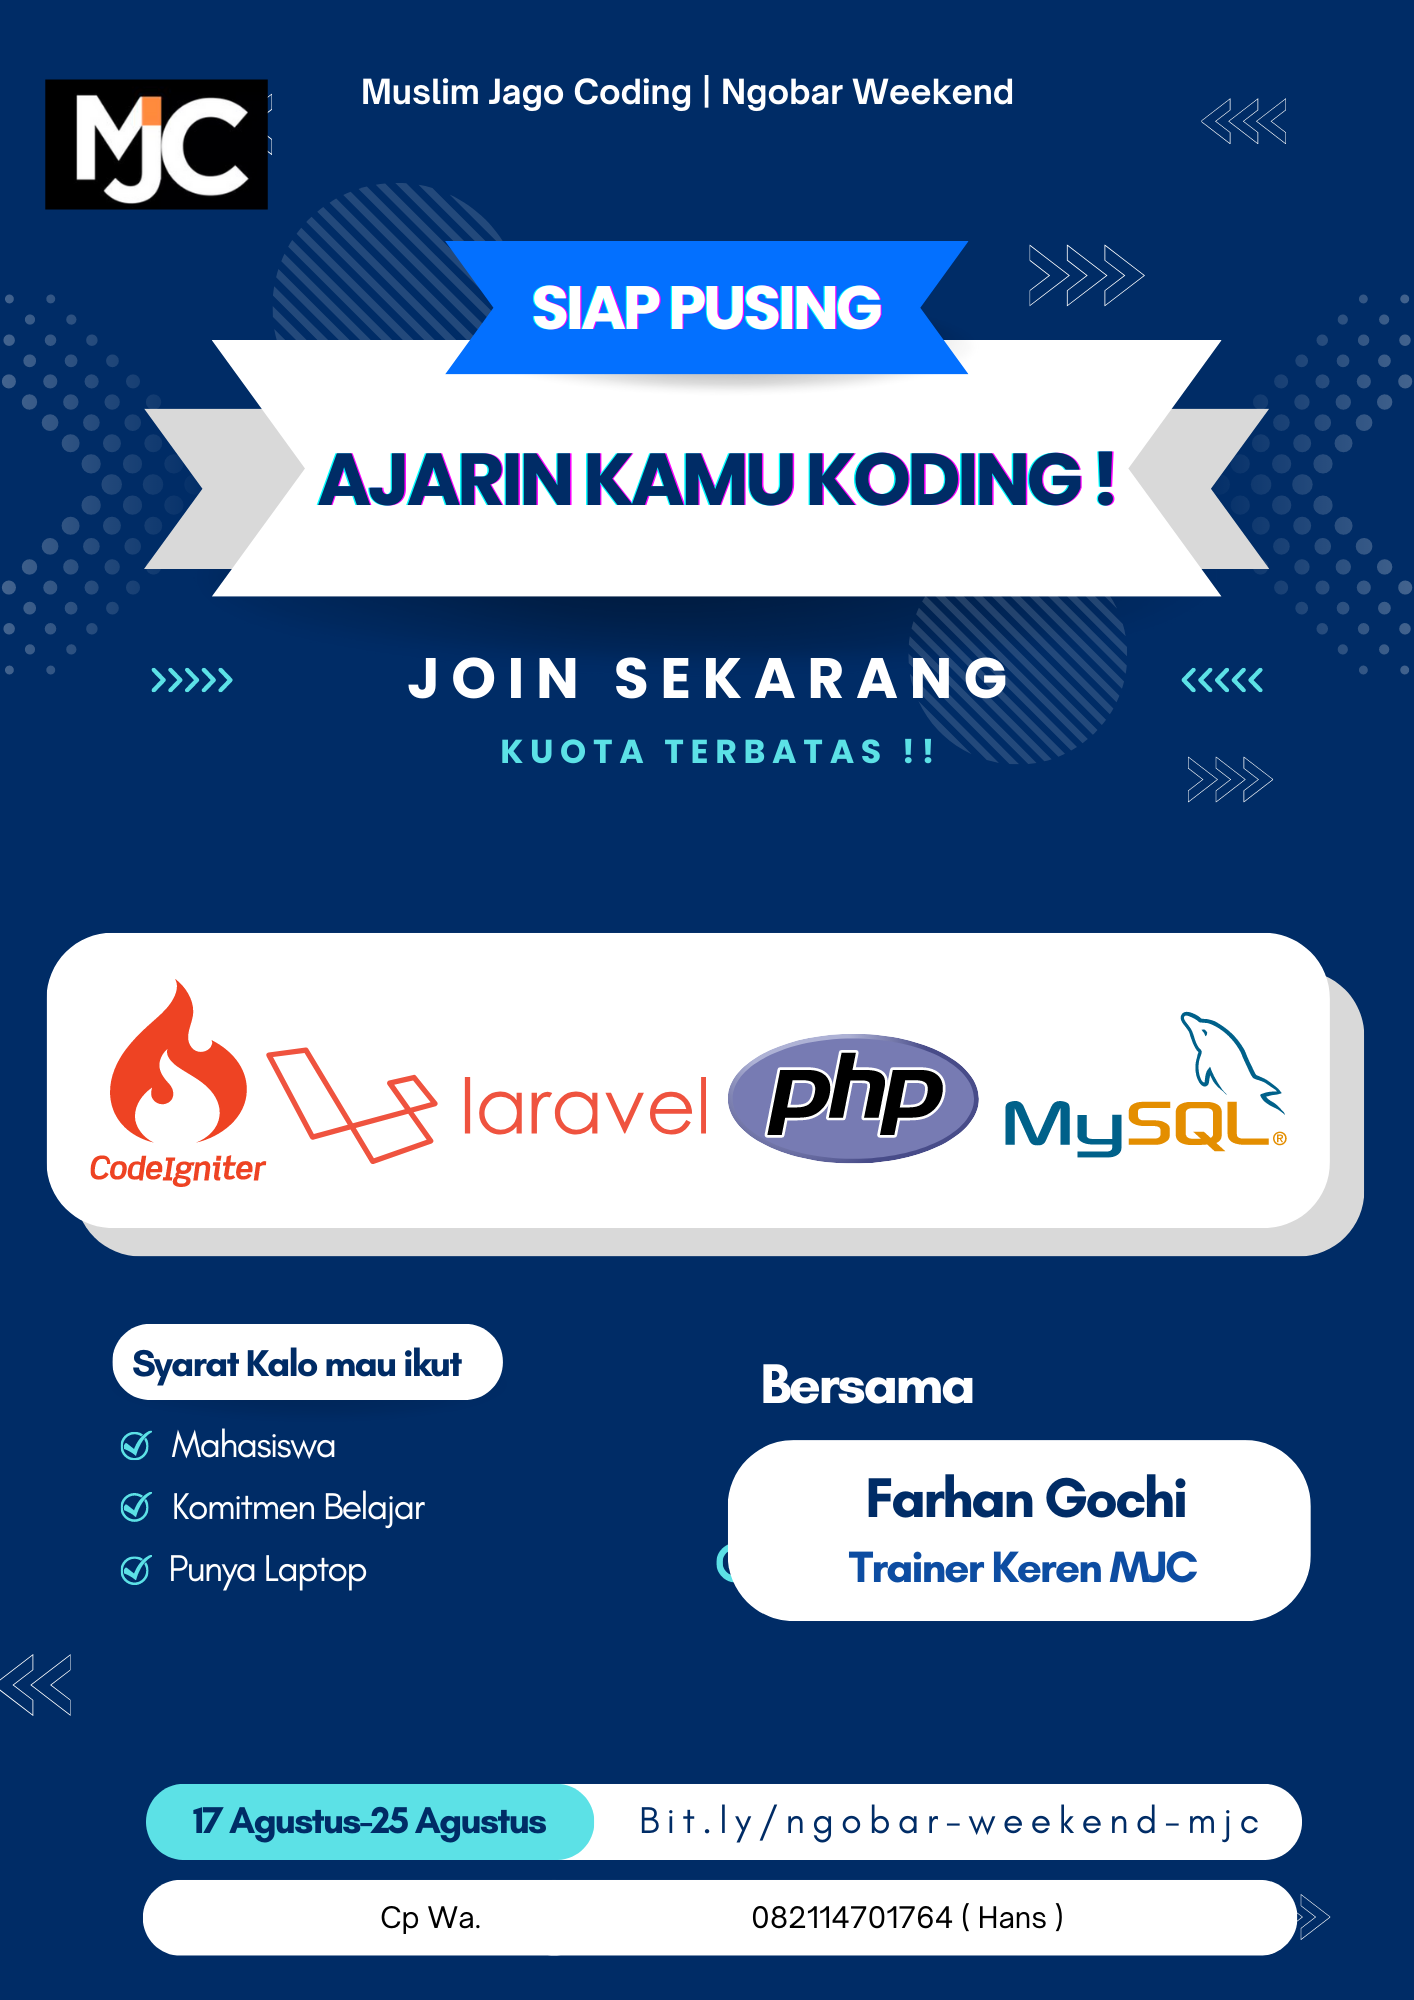 MJC
Muslim Jago Coding | Ngobar Weekend
SIAP PUSING
AJARIN KAMU KODING !
JOIN SEKARANG
KUOTA TERBATAS !!
CodeIgniter
laravel
php
MySQL®
Syarat Kalo mau ikut
Mahasiswa
Komitmen Belajar
Punya Laptop
Bersama
Farhan Gochi
Trainer Keren MJC
17 Agustus-25 Agustus
Bit.ly/ngobar-weekend-mjc
Cp Wa.
082114701764 ( Hans )